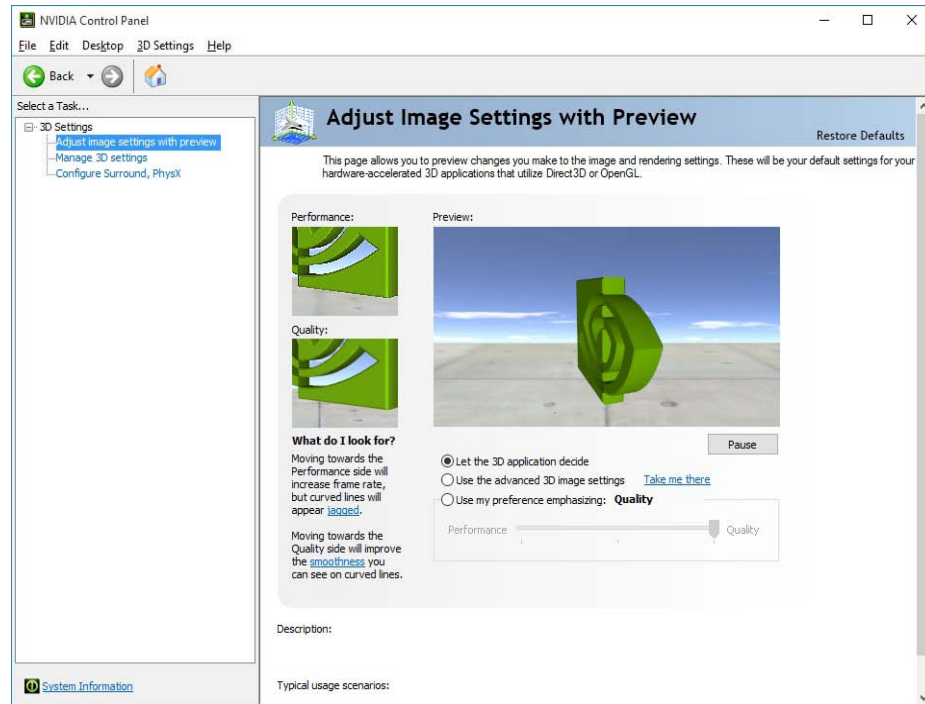 NVIDIA Control Panel
File Edit Desktop 3D Settings Help
Back
Select a Task...
3D Settings
Adjust image settings with preview
Manage 3D settings
Configure Surround, PhysX
System Information
Adjust Image Settings with Preview
Restore Defaults
This page allows you to preview changes you make to the image and rendering settings. These will be your default settings for your
hardware-accelerated 3D applications that utilize Direct3D or OpenGL.
Performance:
Quality:
What do I look for?
Moving towards the
Performance side will
increase frame rate,
but curved lines will
appear jagged.
Moving towards the
Quality side will improve
the smoothness you
can see on curved lines.
Preview:
Pause
Let the 3D application decide
Use the advanced 3D image settings Take me there
Use my preference emphasizing: Quality
Performance Quality
Description:
Typical usage scenarios: